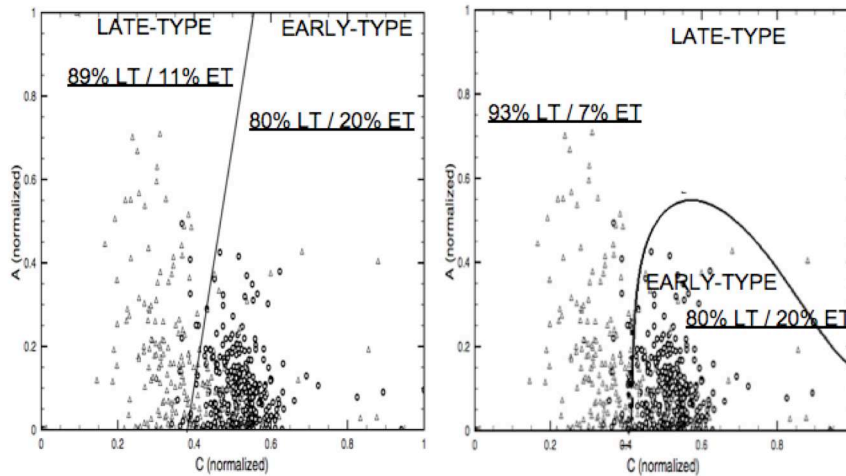 LATE-TYPE
EARLY-TYPE
89% LT / 11% ET
80% LT / 20% ET
1
0.8
0.6
0.4
0.2
0
A (normalized)
0
0.2
0.4
0.6
0.8
1
C (normalized)
LATE-TYPE
93% LT / 7% ET
EARLY-TYPE
80% LT / 20% ET
0.8
0.6
0.4
0.2
0
A (normalized)
0
0.2
0.6
0.8
C (normalized)